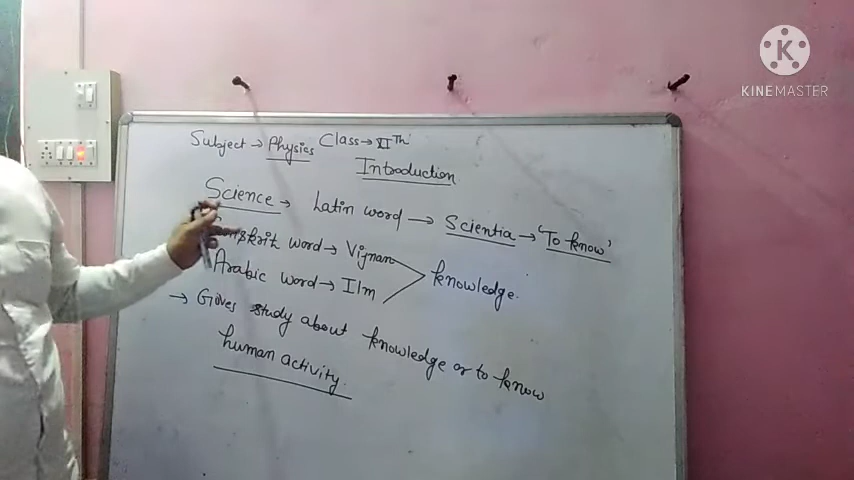 K
KINEMASTER
Subject → Physics Class → XI Th
Introduction
Science → Latin word → Scientia → 'To know'
Sanskrit word → Vijnan
Arabic word → Ilm
knowledge.
→ Gives study about knowledge or to know
human activity.